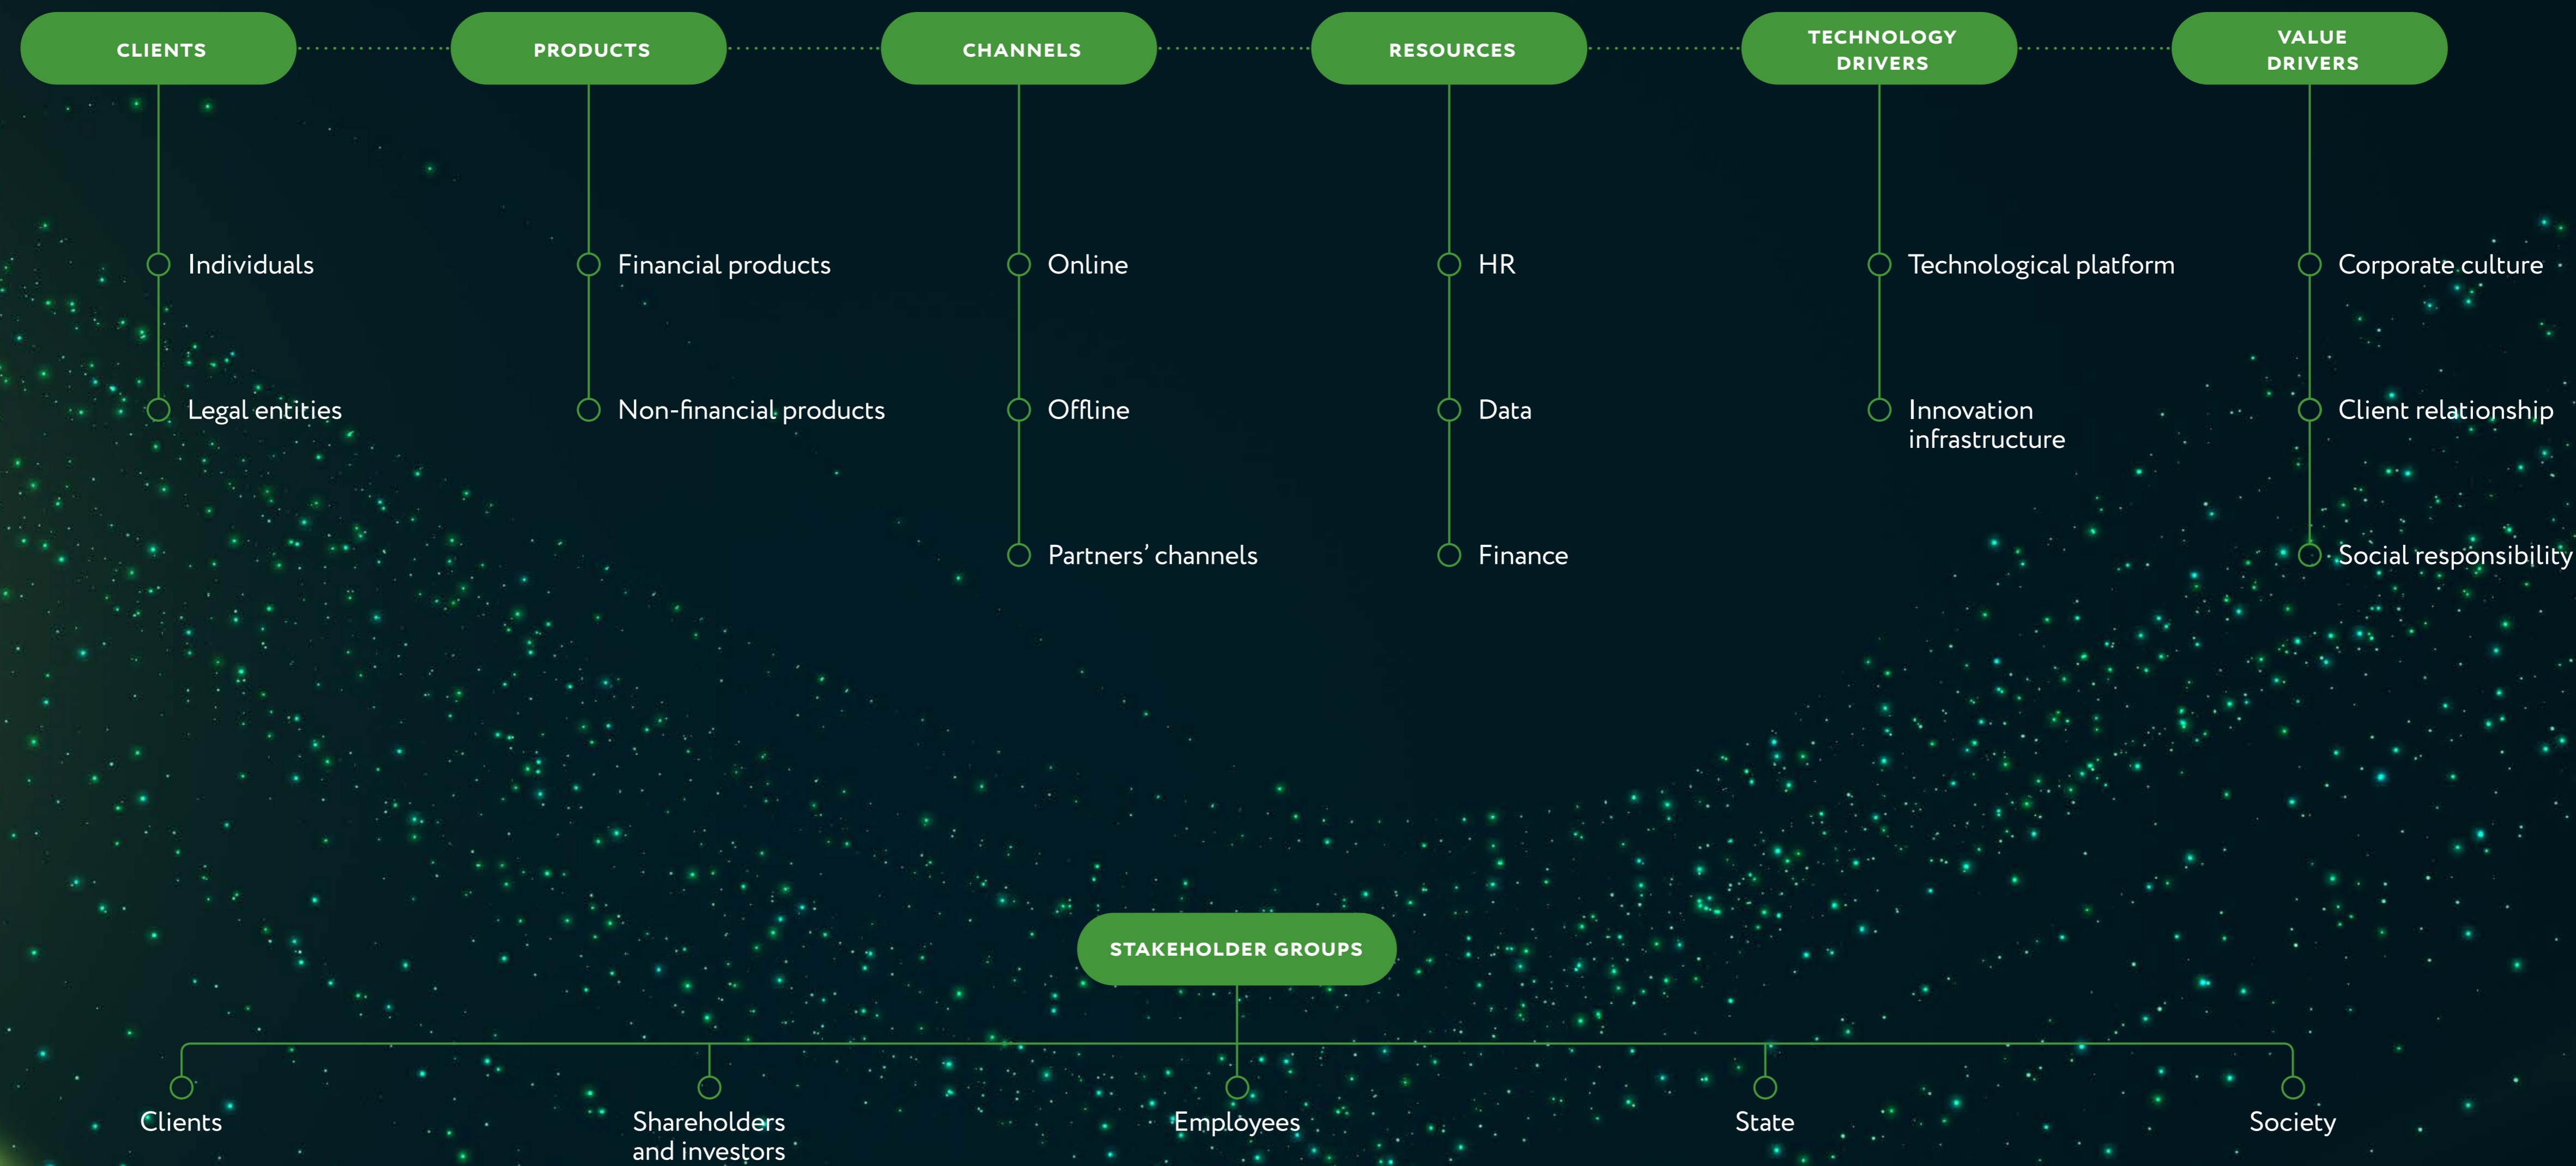 CLIENTS
PRODUCTS
CHANNELS
RESOURCES
TECHNOLOGY
DRIVERS
VALUE
DRIVERS
Individuals
Legal entities
Financial products
Non-financial products
Online
Offline
Partners’ channels
HR
Data
Finance
Technological platform
Innovation
infrastructure
Corporate culture
Client relationship
Social responsibility
STAKEHOLDER GROUPS
Clients
Shareholders
and investors
Employees
State
Society